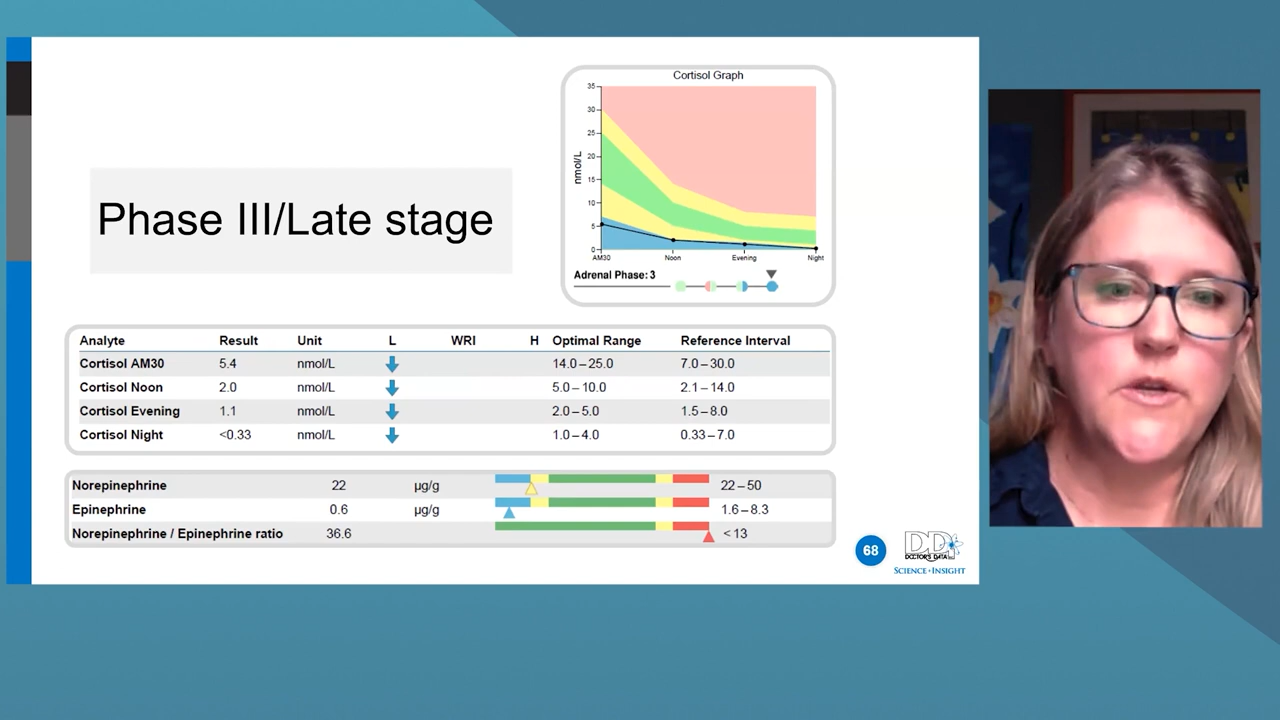 Cortisol Graph
35
30
25
20
15
10
5
0
nmol/L
AM30 Noon Evening Night
Adrenal Phase: 3
Phase III/Late stage
Analyte Result Unit L WRI H Optimal Range Reference Interval
Cortisol AM30 5.4 nmol/L 14.0 – 25.0 7.0 – 30.0
Cortisol Noon 2.0 nmol/L 5.0 – 10.0 2.1 – 14.0
Cortisol Evening 1.1 nmol/L 2.0 – 5.0 1.5 – 8.0
Cortisol Night <0.33 nmol/L 1.0 – 4.0 0.33 – 7.0
Norepinephrine 22 µg/g 22 – 50
Epinephrine 0.6 µg/g 1.6 – 8.3
Norepinephrine / Epinephrine ratio 36.6 < 13
68
DDI
DOCTOR'S DATA INC
SCIENCE + INSIGHT